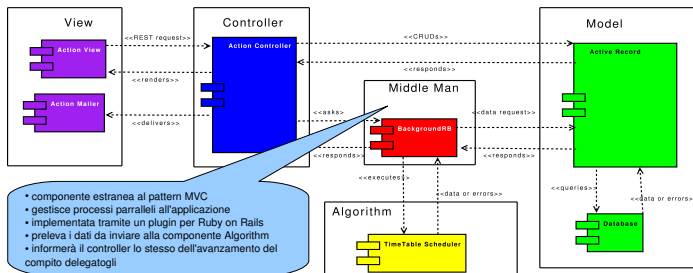 View
Controller
Model
Action View
<<REST request>>
Action Controller
<<CRUDs>>
Active Record
<<renders>>
<<responds>>
Middle Man
Action Mailer
<<delivers>>
<<asks>>
BackgroundRB
<<data request>>
<<responds>>
<<responds>>
<<executes>>
<<data or errors>>
<<queries>>
<<data or errors>>
Algorithm
Database
TimeTable Scheduler
• componente estranea al pattern MVC
• gestisce processi paralleli all'applicazione
• implementata tramite un plugin per Ruby on Rails
• preleva i dati da inviare alla componente Algorithm
• informerà il controller lo stesso dell'avanzamento del
compito delegatogli